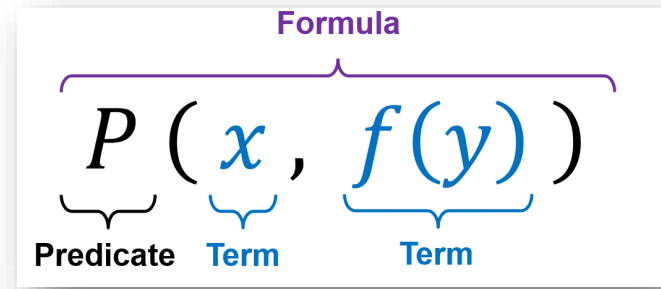 Formula
P(x, f(y))
Predicate Term Term